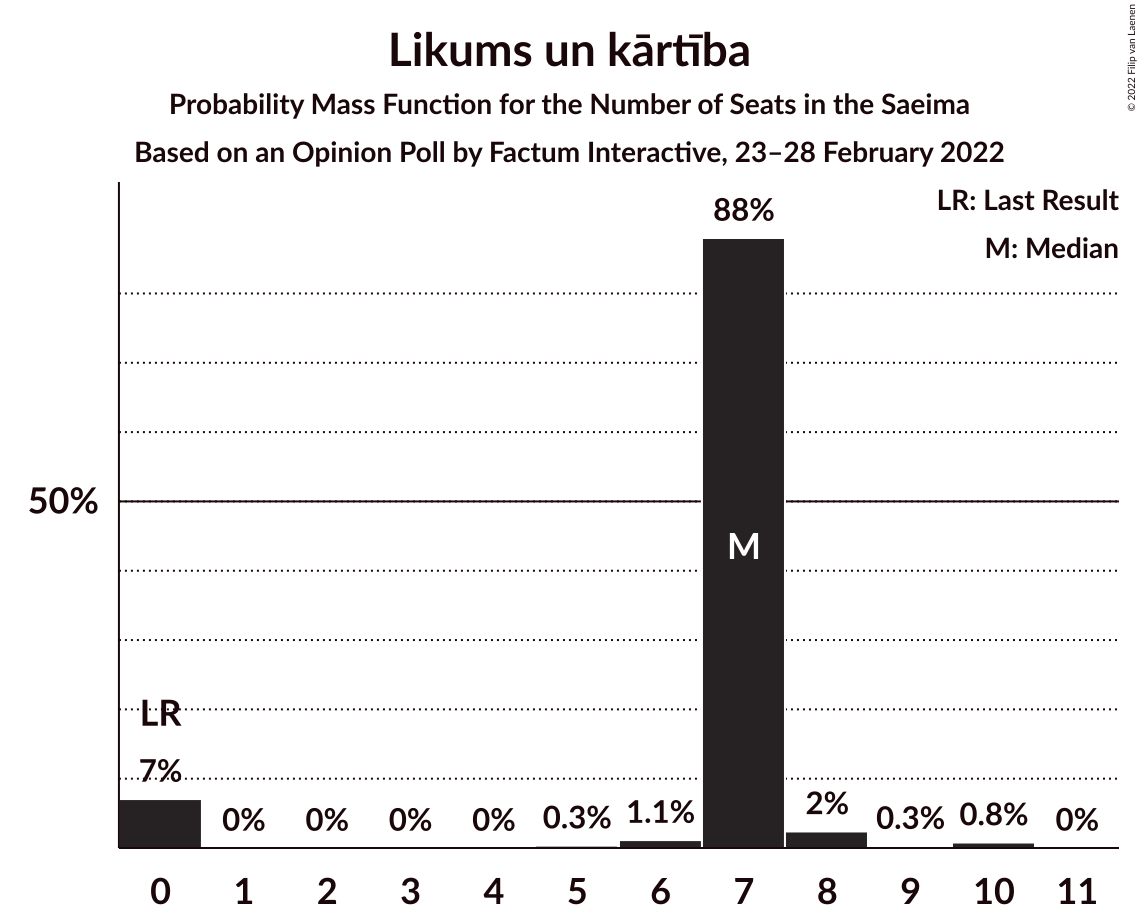 Likums un kārtība
Probability Mass Function for the Number of Seats in the Saeima
Based on an Opinion Poll by Factum Interactive, 23–28 February 2022
© 2022 Filip van Laenen
LR: Last Result
M: Median
88%
50%
M
LR
7%
0%
0%
0%
0%
0.3%
1.1%
2%
0.3%
0.8%
0%
0 1 2 3 4 5 6 7 8 9 10 11